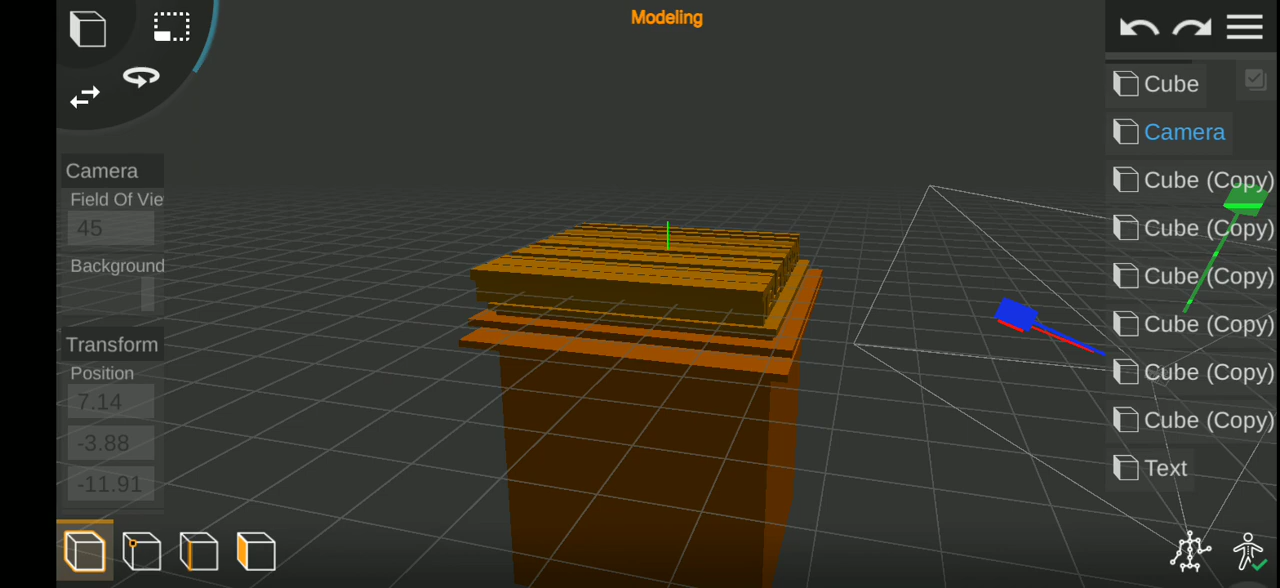 Modeling
Camera
Field Of Vie
45
Background
Transform
Position
7.14
-3.88
-11.91
Cube
Camera
Cube (Copy)
Cube (Copy)
Cube (Copy)
Cube (Copy)
Cube (Copy)
Cube (Copy)
Text